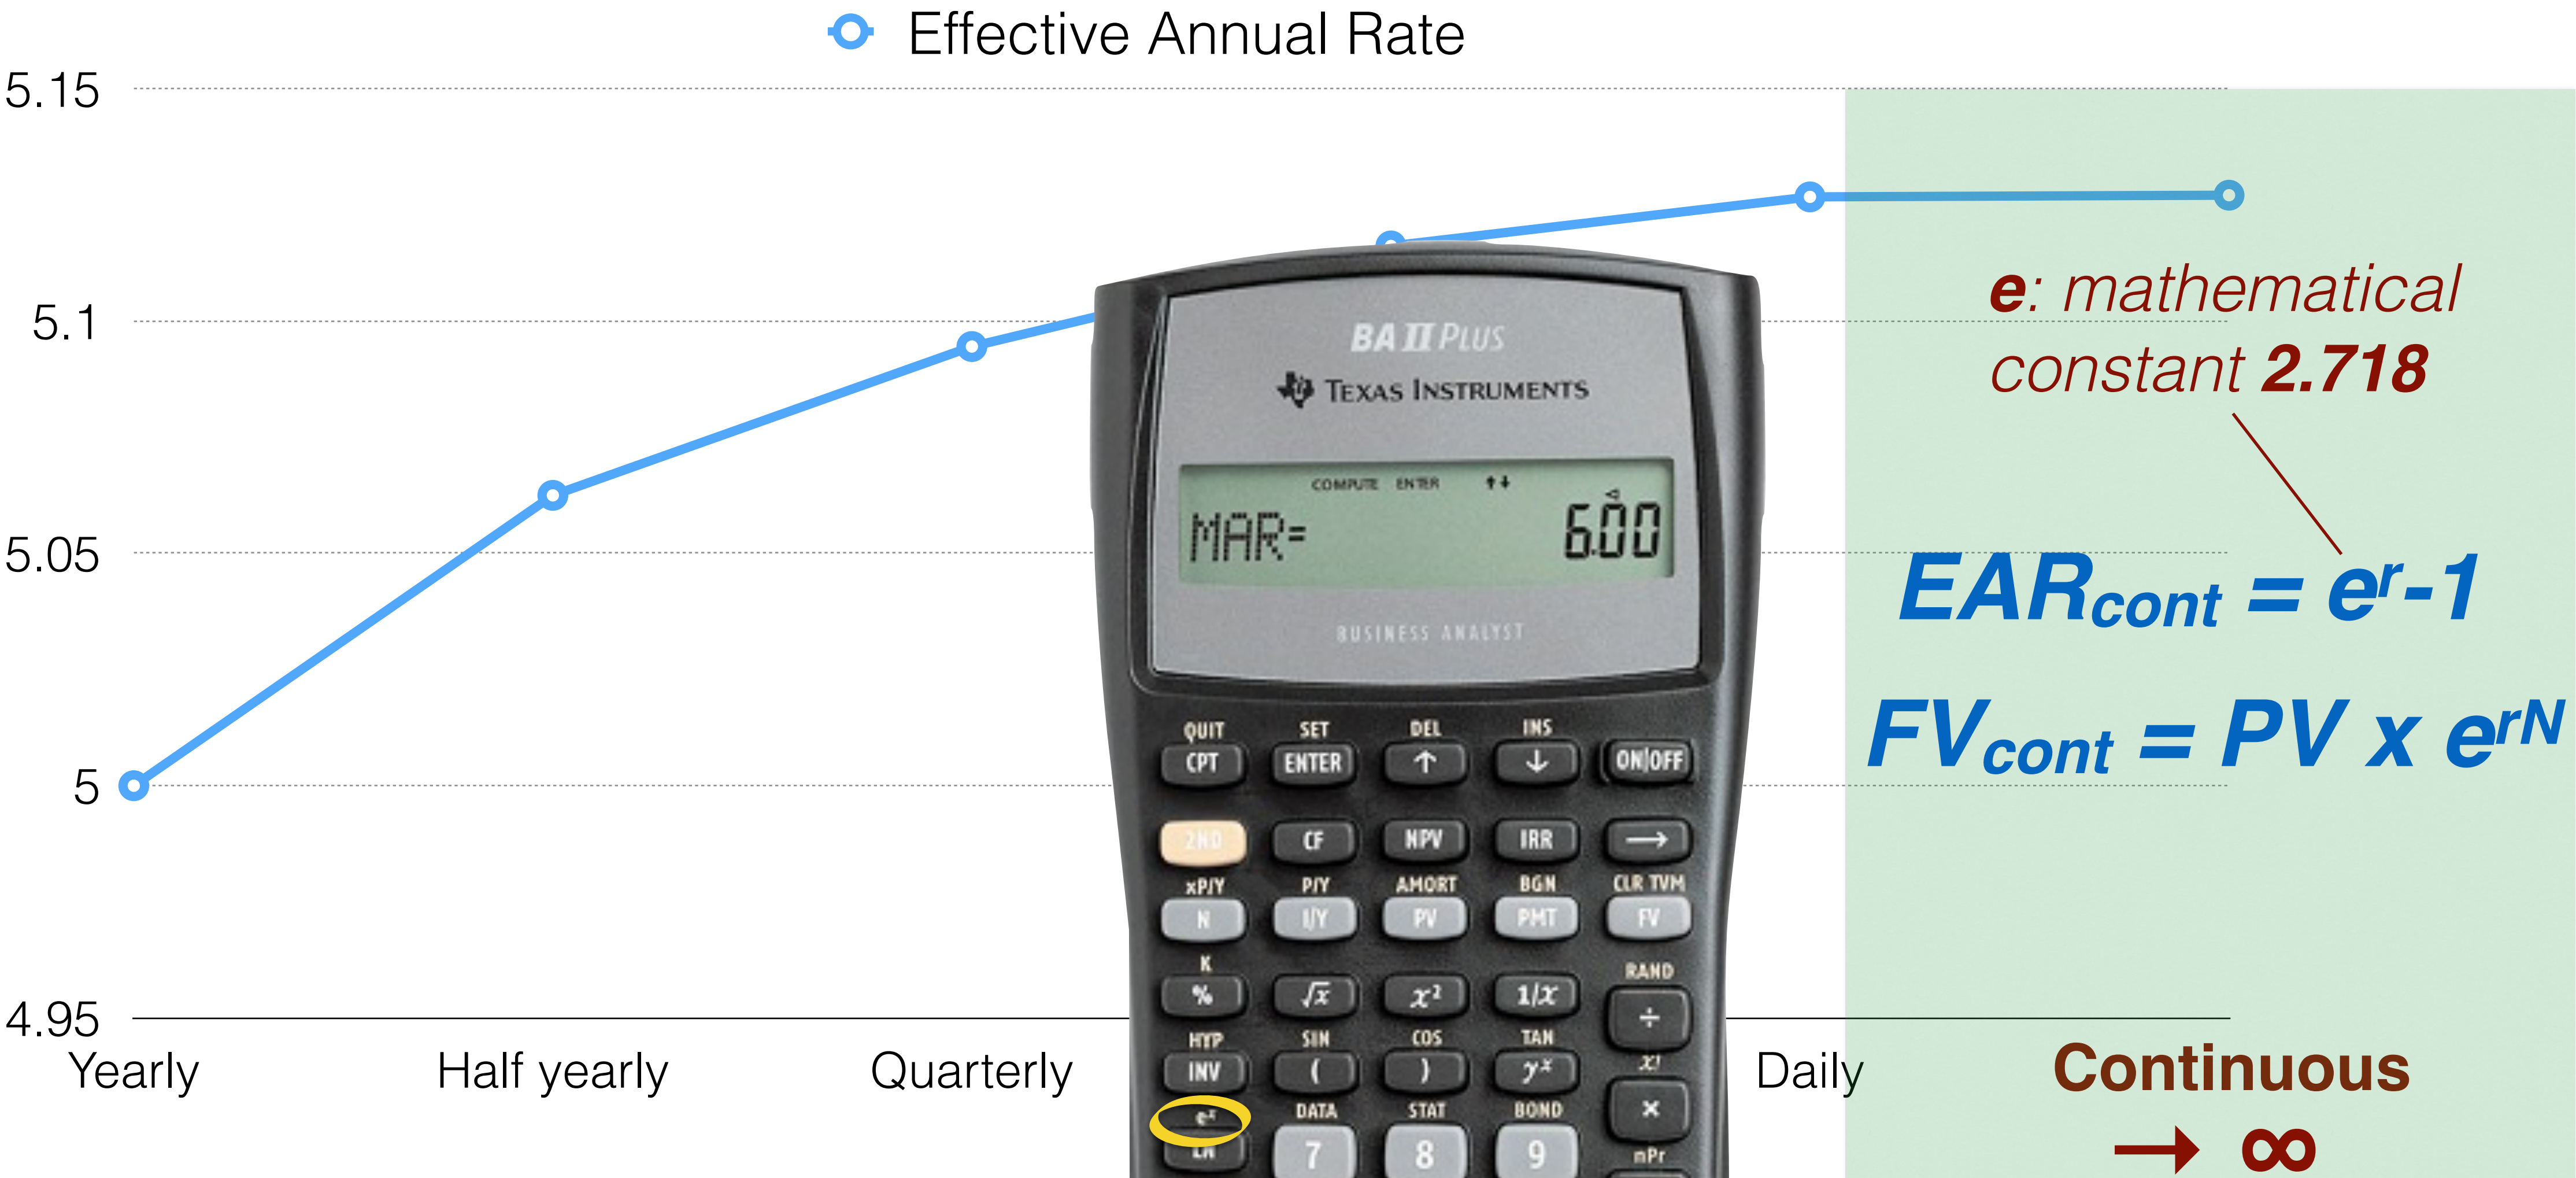 Effective Annual Rate
5.15
5.1
5.05
5
4.95
Yearly
Half yearly
Quarterly
Daily
Continuous
→ ∞
e: mathematical
constant 2.718
EARcont = eʳ-1
FVcont = PV x eʳᴺ
BA II PLUS
TEXAS INSTRUMENTS
COMPUTE ENTER ↑↓
MAR= 6.00
BUSINESS ANALYST
QUIT SET DEL INS
CPT ENTER ↑ ↓ ON|OFF
2ND CF NPV IRR →
xP/Y P/Y AMORT BGN CLR TVM
N I/Y PV PMT FV
K RAND
% √x x² 1/x ÷
HYP SIN COS TAN x!
INV ( ) yˣ ×
eˣ DATA STAT BOND nPr
LN 7 8 9